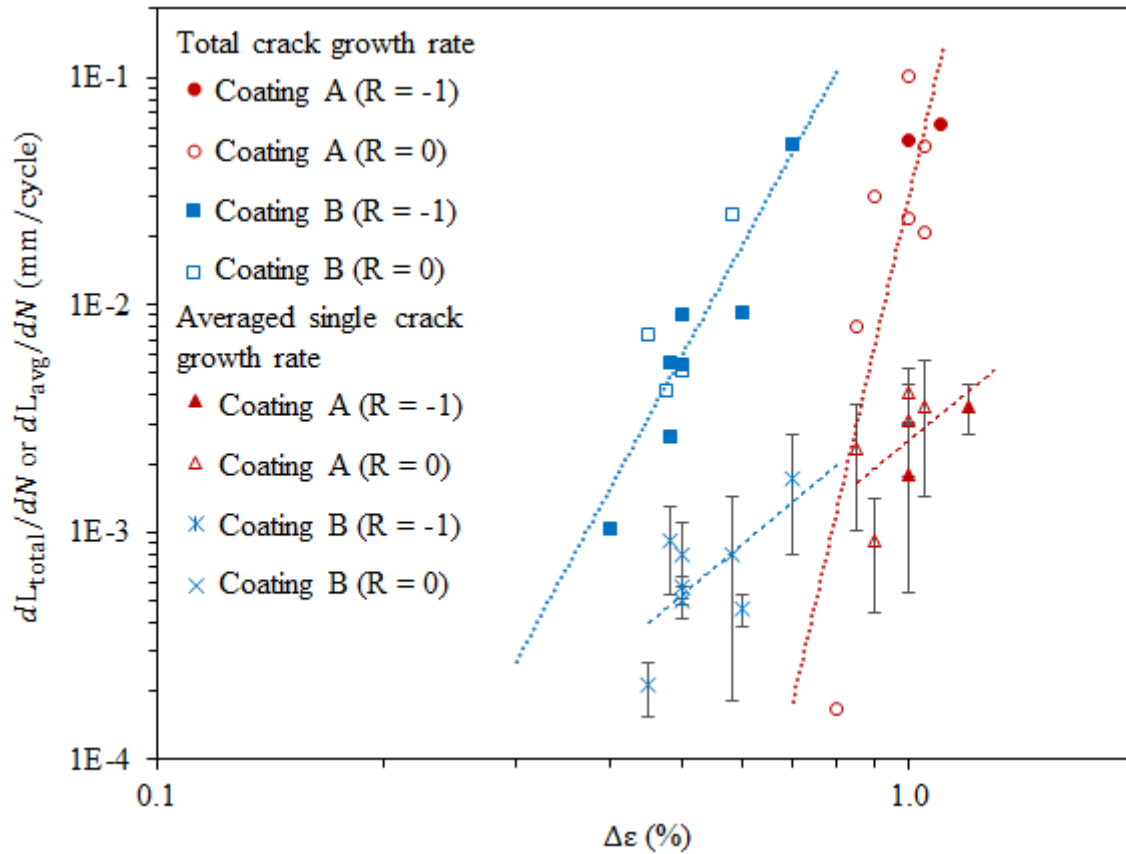 Total crack growth rate
Coating A (R = -1)
Coating A (R = 0)
Coating B (R = -1)
Coating B (R = 0)
Averaged single crack
growth rate
Coating A (R = -1)
Coating A (R = 0)
Coating B (R = -1)
Coating B (R = 0)
dLtotal/dN or dLavg/dN (mm/cycle)
1E-1
1E-2
1E-3
1E-4
0.1
1.0
Δε (%)